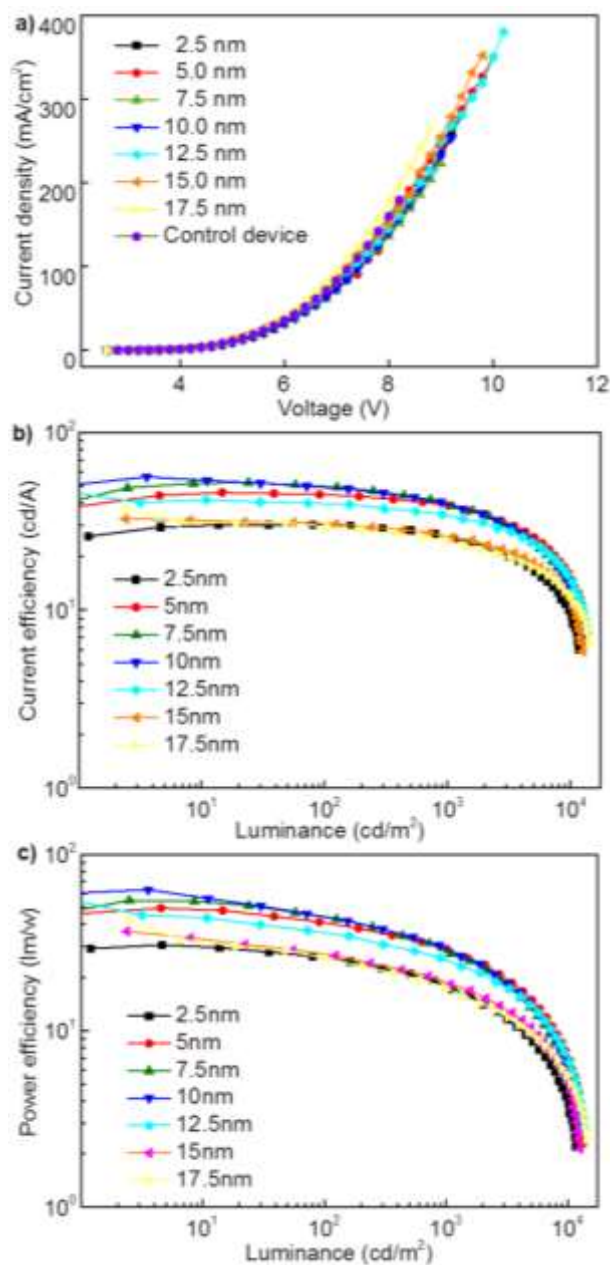 a)
Current density (mA/cm²)
400
300
200
100
0
2.5 nm
5.0 nm
7.5 nm
10.0 nm
12.5 nm
15.0 nm
17.5 nm
Control device
4 6 8 10 12
Voltage (V)
b)
Current efficiency (cd/A)
10²
10¹
10⁰
2.5nm
5nm
7.5nm
10nm
12.5nm
15nm
17.5nm
10¹ 10² 10³ 10⁴
Luminance (cd/m²)
c)
Power efficiency (lm/w)
10²
10¹
10⁰
2.5nm
5nm
7.5nm
10nm
12.5nm
15nm
17.5nm
10¹ 10² 10³ 10⁴
Luminance (cd/m²)